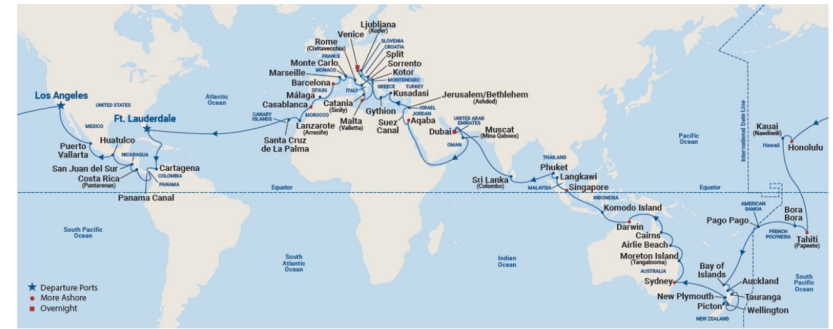 Ljubljana
(Koper)
Venice
SLOVENIA
Rome
(Civitavecchia)
CROATIA
Split
FRANCE
Monte Carlo
Sorrento
MONACO
Kotor
Marseille
MONTENEGRO
Barcelona
ITALY
GREECE
TURKEY
SPAIN
Kusadasi
Jerusalem/Bethlehem
(Ashdod)
Málaga
Catania
(Sicily)
Casablanca
Gythion
ISRAEL
MOROCCO
Malta
(Valletta)
JORDAN
Suez
Canal
Aqaba
CANARY
ISLANDS
Lanzarote
(Arrecife)
Santa Cruz
de La Palma
UNITED ARAB
EMIRATES
Dubai
Muscat
(Mina Qaboos)
OMAN
Los Angeles
UNITED STATES
Atlantic
Ocean
Ft. Lauderdale
MEXICO
Huatulco
Puerto
Vallarta
NICARAGUA
San Juan del Sur
Cartagena
COLOMBIA
Costa Rica
(Puntarenas)
PANAMA
Panama Canal
Equator
THAILAND
Phuket
Langkawi
Sri Lanka
(Colombo)
MALAYSIA
Singapore
INDONESIA
Komodo Island
Pacific
Ocean
International Date Line
Kauai
(Nawiliwili)
Hawaii
Honolulu
Equator
AMERICAN
SAMOA
Bora
Bora
Pago Pago
FRENCH
POLYNESIA
Tahiti
(Papeete)
Darwin
Cairns
Airlie Beach
Moreton Island
(Tangalooma)
AUSTRALIA
Sydney
Bay of
Islands
Auckland
New Plymouth
Tauranga
Picton
Wellington
NEW ZEALAND
South Pacific
Ocean
South
Atlantic
Ocean
Indian
Ocean
South
Pacific
Ocean
Departure Ports
More Ashore
Overnight